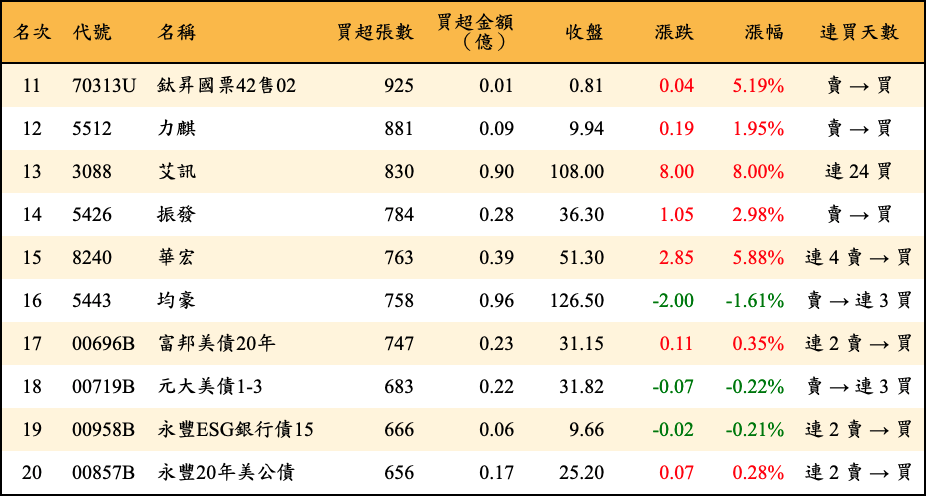 名次 代號 名稱 買超張數 買超金額（億） 收盤 漲跌 漲幅 連買天數
11 70313U 鈦昇國票42售02 925 0.01 0.81 0.04 5.19% 賣 → 買
12 5512 力麒 881 0.09 9.94 0.19 1.95% 賣 → 買
13 3088 艾訊 830 0.90 108.00 8.00 8.00% 連 24 買
14 5426 振發 784 0.28 36.30 1.05 2.98% 賣 → 買
15 8240 華宏 763 0.39 51.30 2.85 5.88% 連 4 賣 → 買
16 5443 均豪 758 0.96 126.50 -2.00 -1.61% 賣 → 連 3 買
17 00696B 富邦美債20年 747 0.23 31.15 0.11 0.35% 連 2 賣 → 買
18 00719B 元大美債1-3 683 0.22 31.82 -0.07 -0.22% 賣 → 連 3 買
19 00958B 永豐ESG銀行債15 666 0.06 9.66 -0.02 -0.21% 連 2 賣 → 買
20 00857B 永豐20年美公債 656 0.17 25.20 0.07 0.28% 連 2 賣 → 買